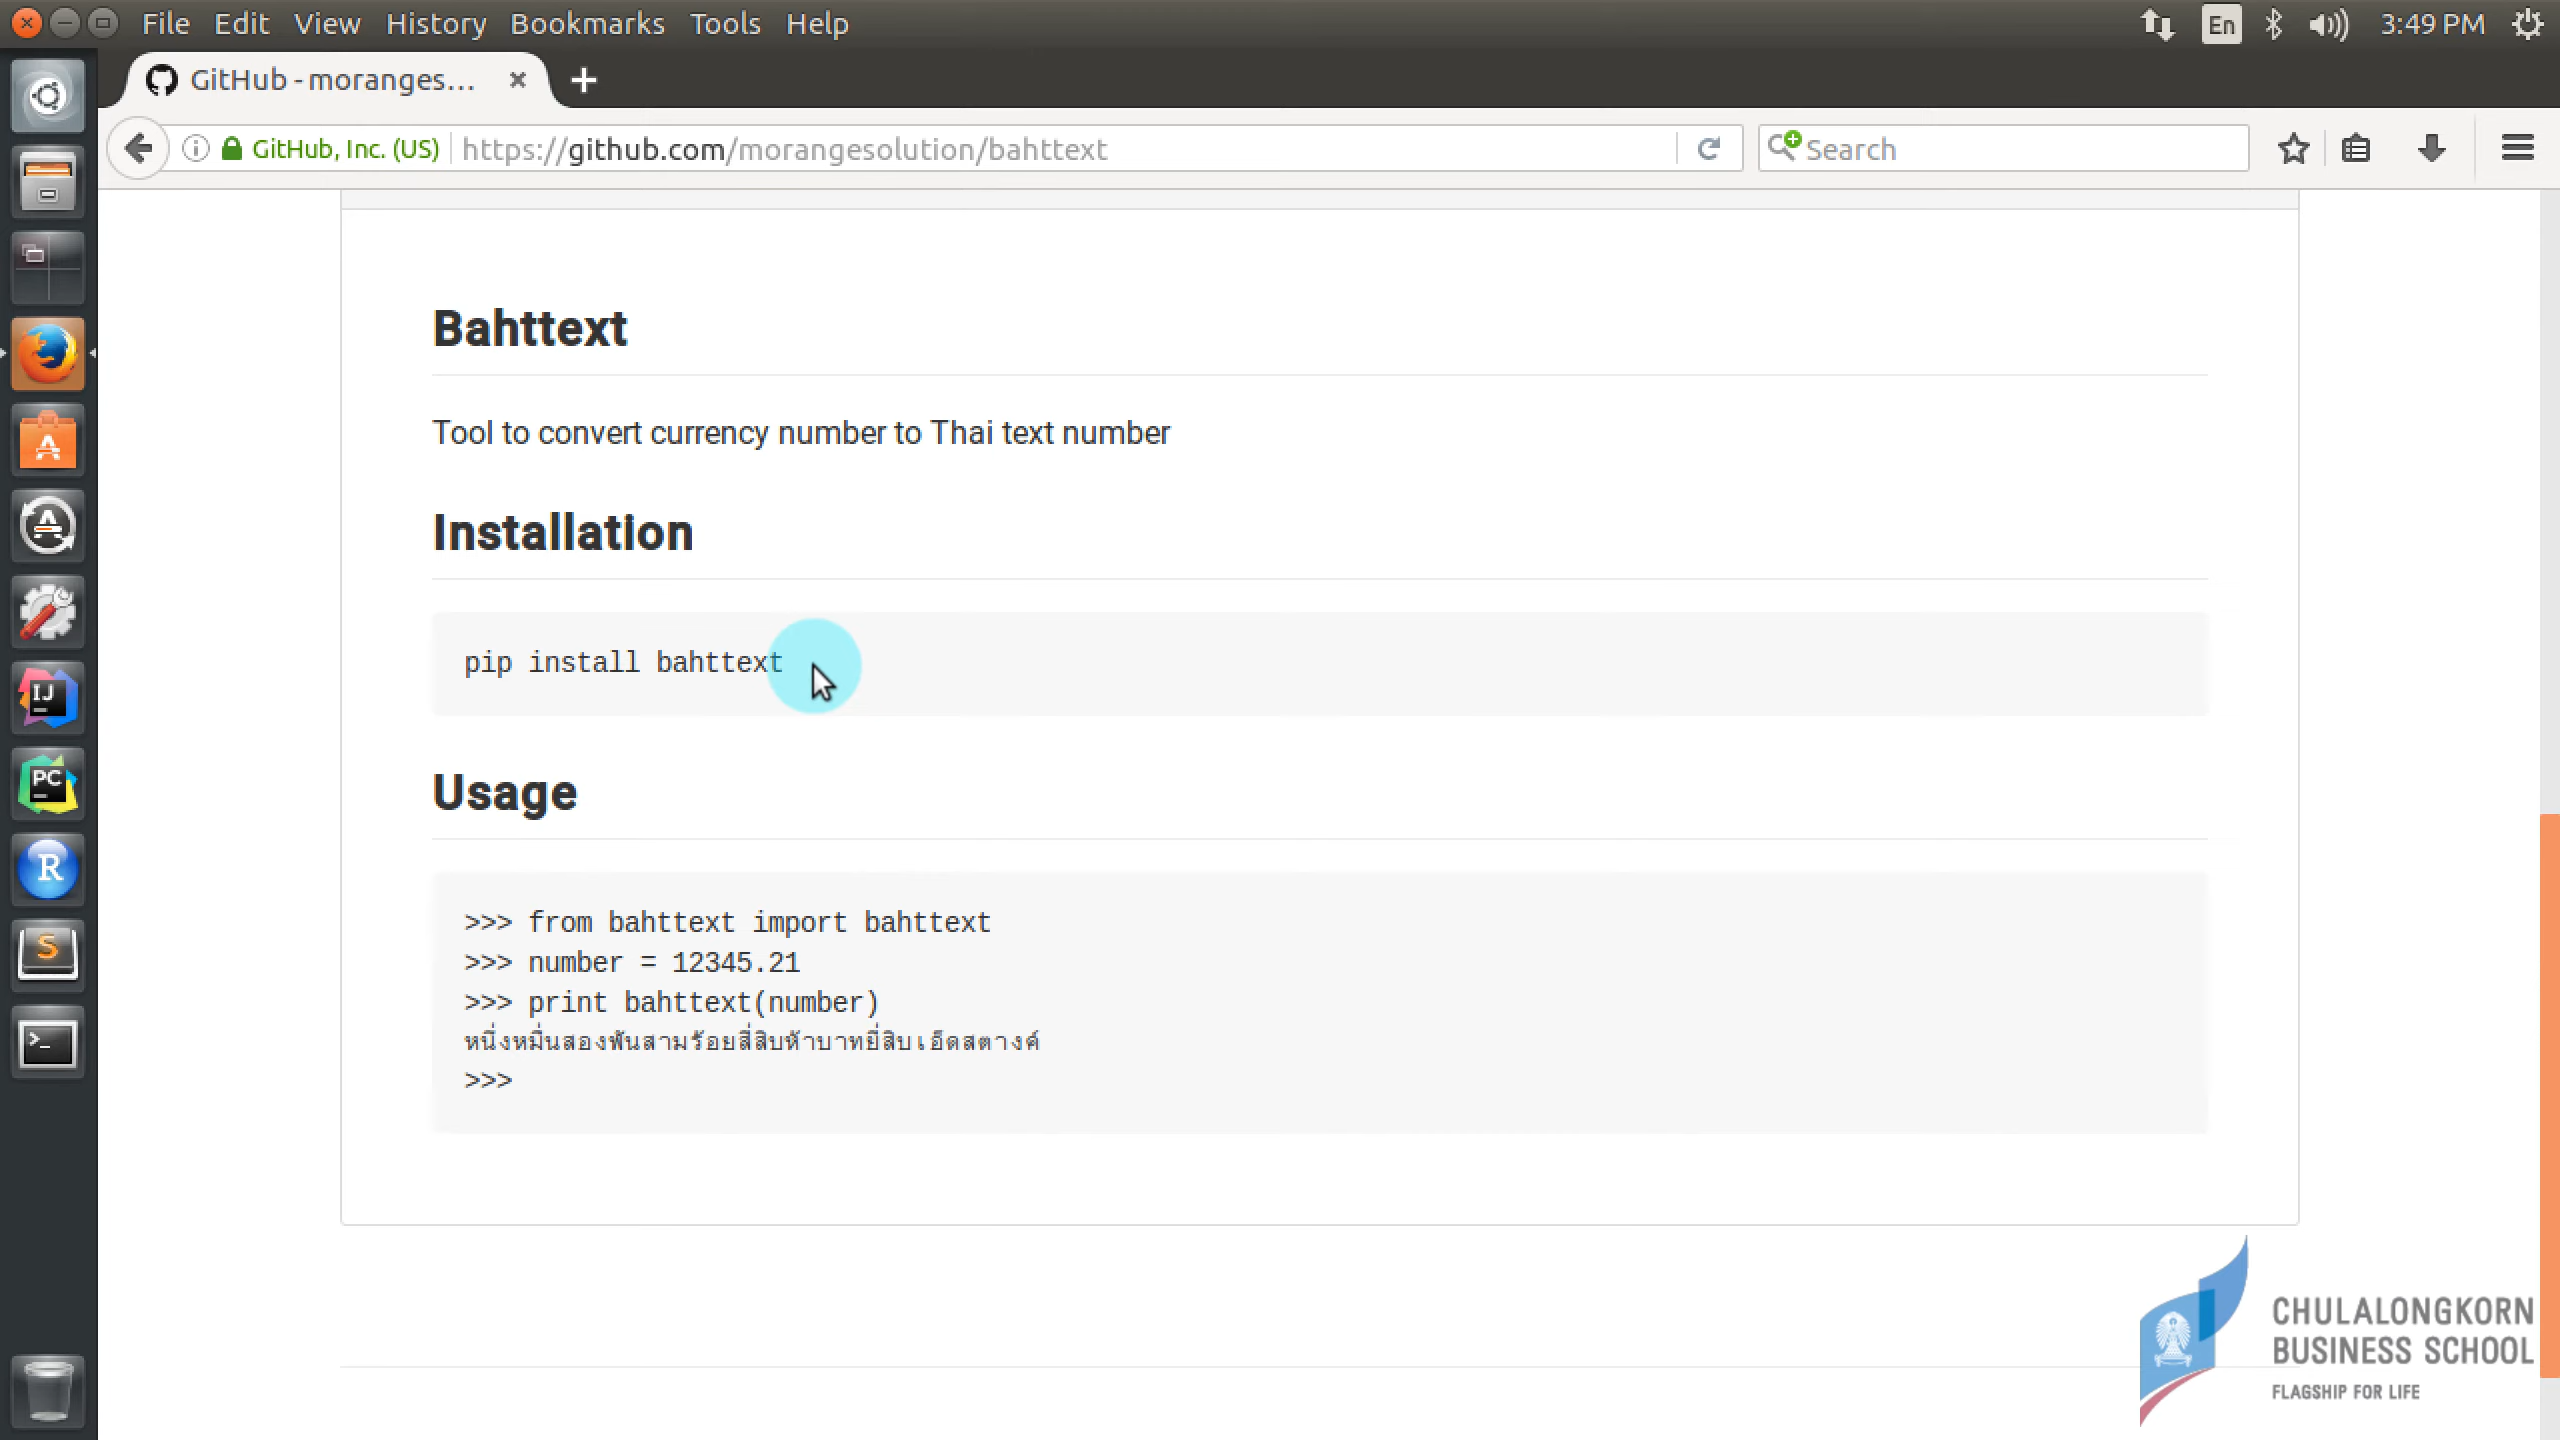 File Edit View History Bookmarks Tools Help
En 3:49 PM
GitHub - moranges...
GitHub, Inc. (US) https://github.com/morangesolution/bahttext
Search
Bahttext
Tool to convert currency number to Thai text number
Installation
pip install bahttext
Usage
>>> from bahttext import bahttext
>>> number = 12345.21
>>> print bahttext(number)
หนึ่งหมื่นสองพันสามร้อยสี่สิบห้าบาทยี่สิบเอ็ดสตางค์
>>>
IJ
PC
R
S
CHULALONGKORN
BUSINESS SCHOOL
FLAGSHIP FOR LIFE